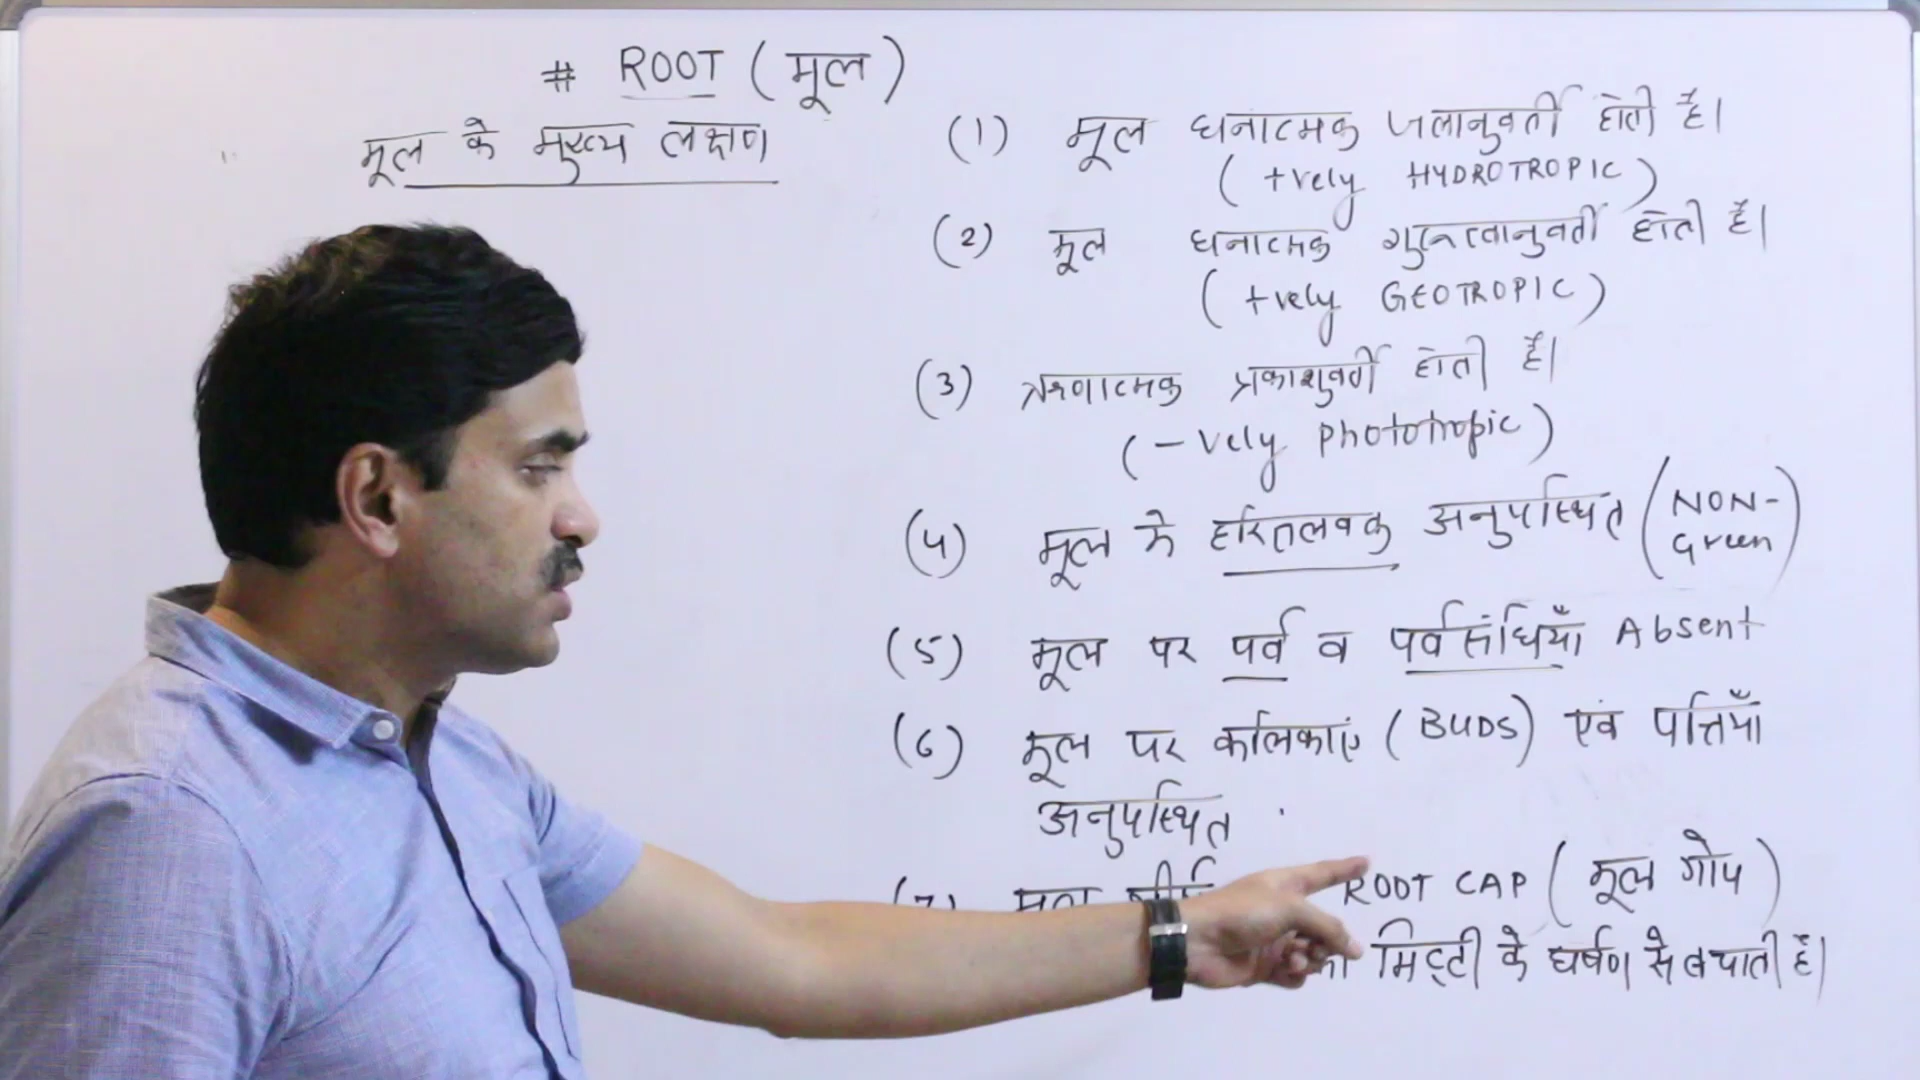 # ROOT (मूल)
मूल के मुख्य लक्षण
(1) मूल धनात्मक जलानुवर्ती होती है।
(+vely HYDROTROPIC)
(2) मूल धनात्मक गुरुत्वानुवर्ती होती है।
(+vely GEOTROPIC)
(3) ऋणात्मक प्रकाशुवर्ती होती है।
(-vely Phototropic)
(4) मूल मे हरितलवक अनुपस्थित (NON-
Green)
(5) मूल पर पर्व व पर्वसंधियाँ Absent
(6) मूल पर कलिकाएं (BUDS) एवं पत्तियाँ
अनुपस्थित .
(7) मूल शीर्ष ROOT CAP (मूल गोप)
मिट्टी के घर्षण से बचाती है।